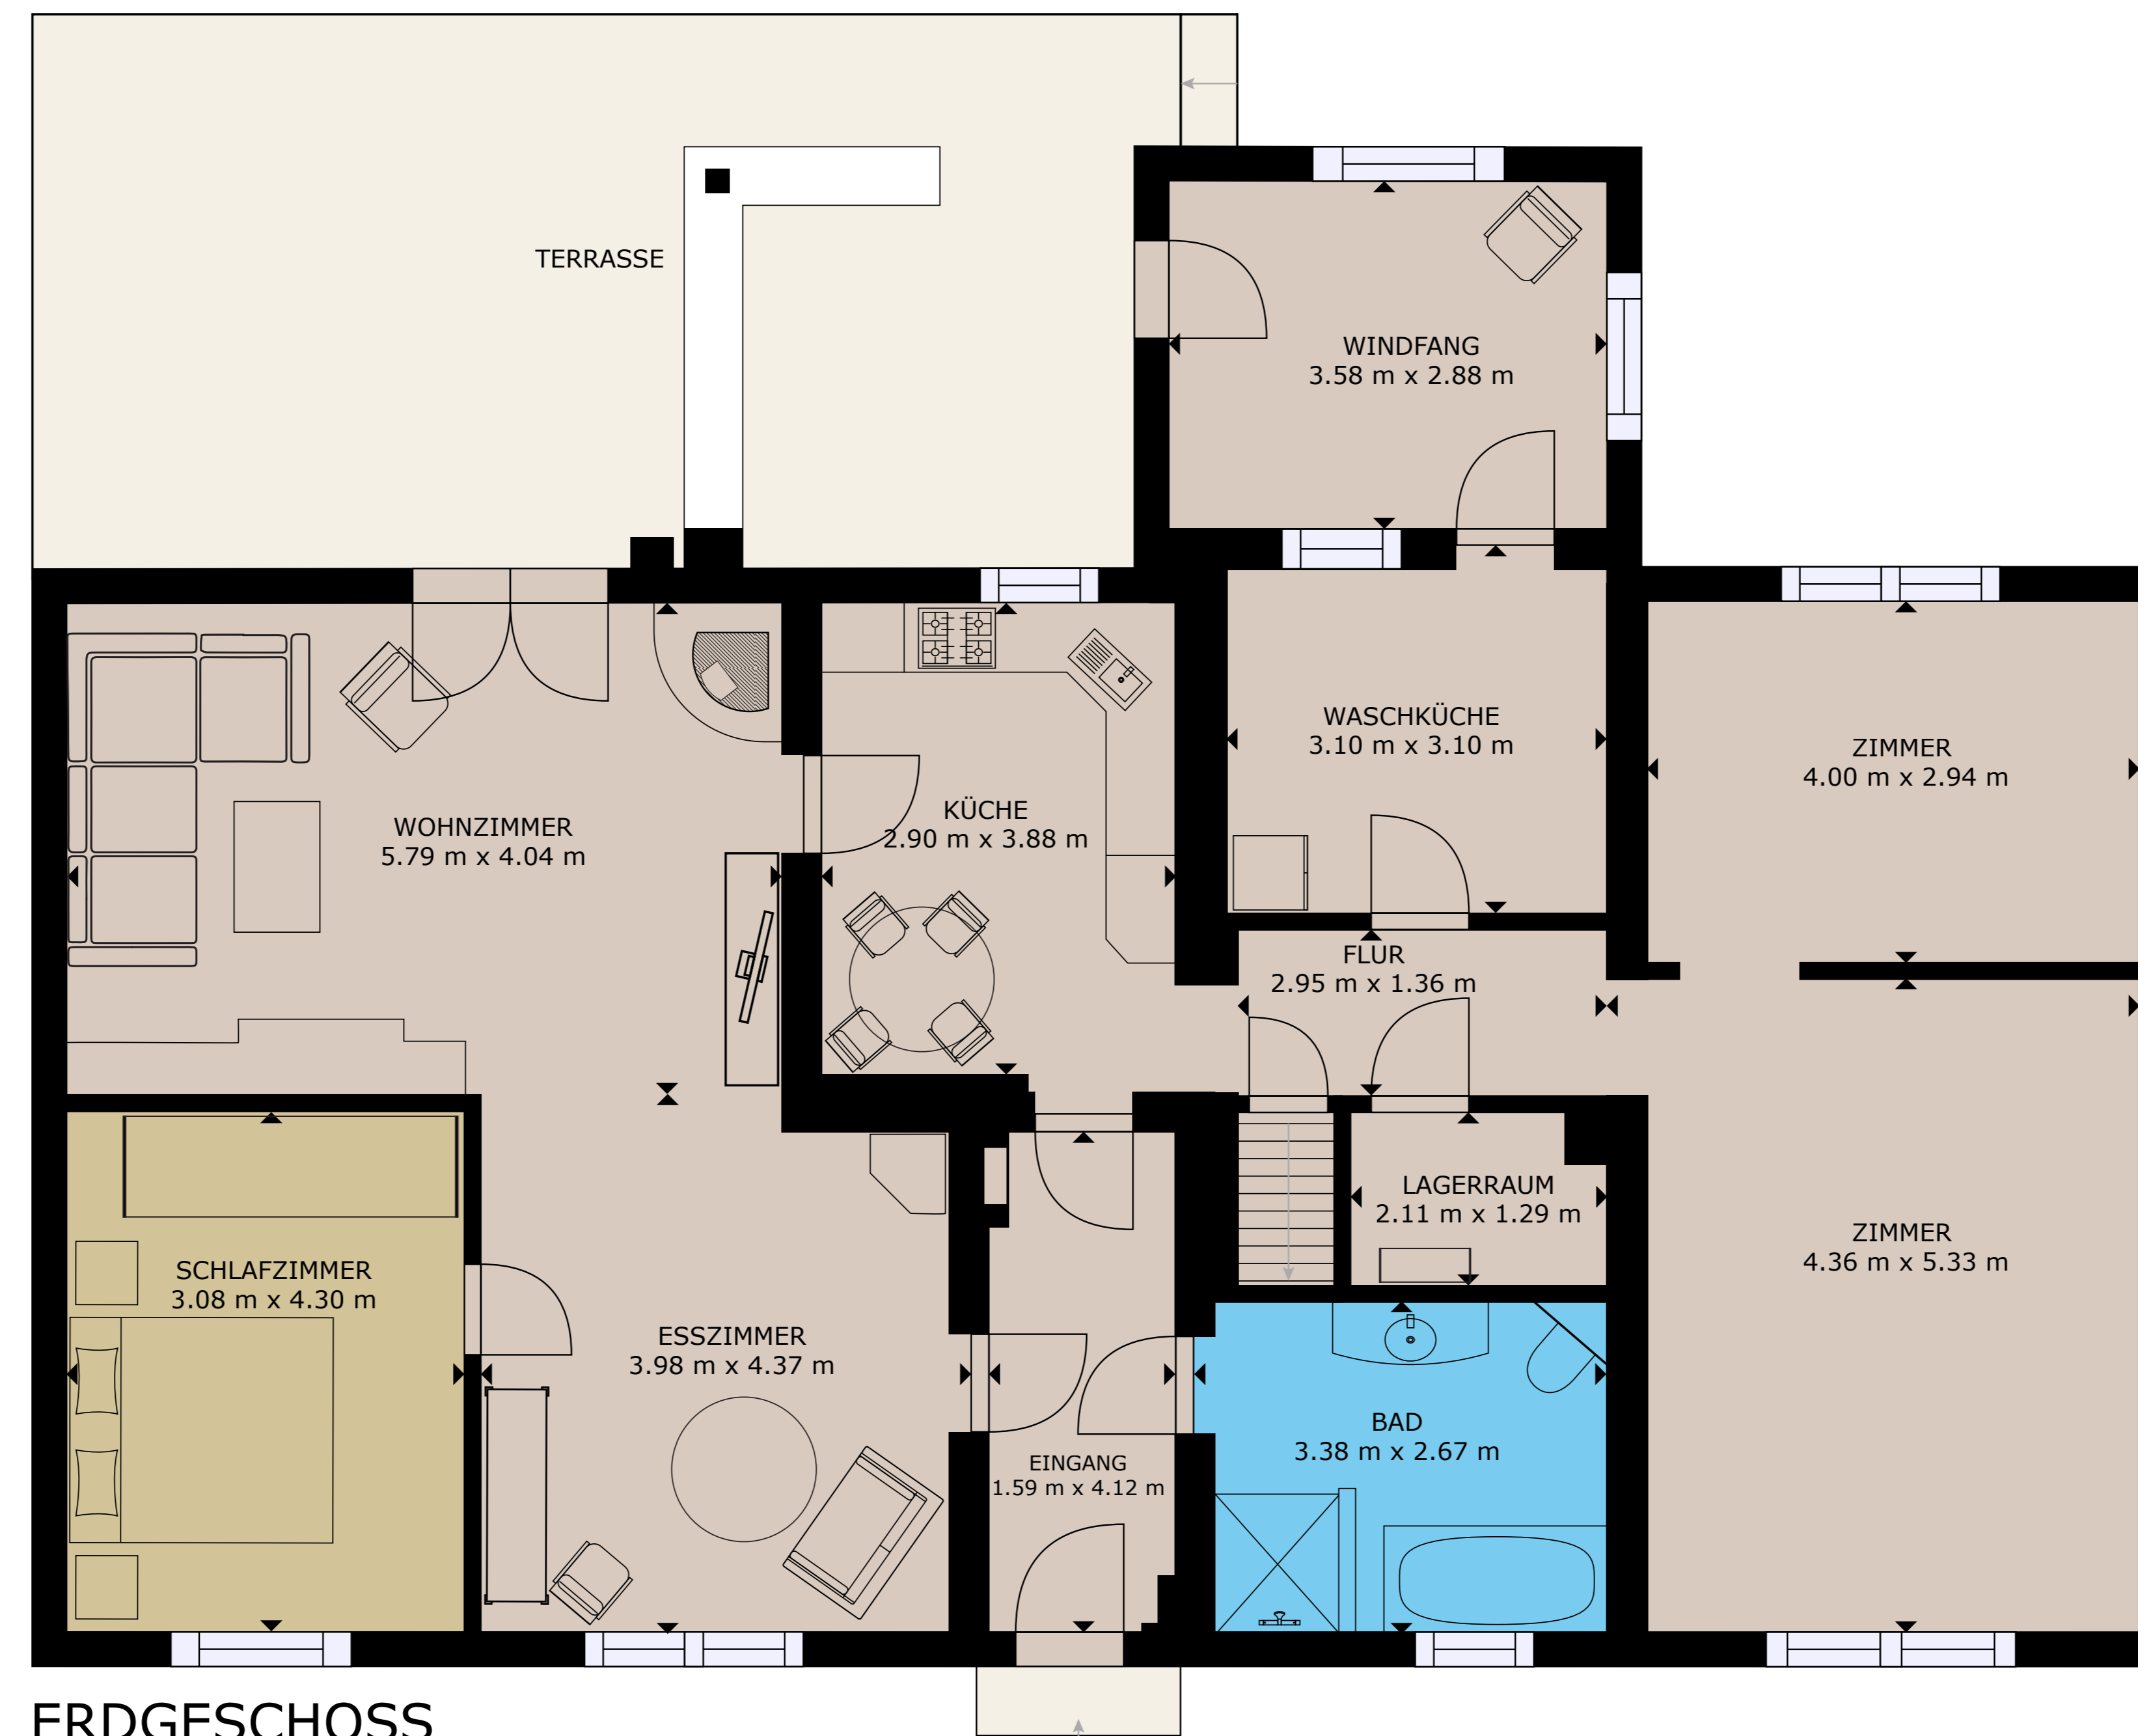 TERRASSE
WINDFANG
3.58 m x 2.88 m
WASCHKÜCHE
3.10 m x 3.10 m
ZIMMER
4.00 m x 2.94 m
KÜCHE
2.90 m x 3.88 m
WOHNZIMMER
5.79 m x 4.04 m
FLUR
2.95 m x 1.36 m
LAGERRAUM
2.11 m x 1.29 m
ZIMMER
4.36 m x 5.33 m
SCHLAFZIMMER
3.08 m x 4.30 m
ESSZIMMER
3.98 m x 4.37 m
BAD
3.38 m x 2.67 m
EINGANG
1.59 m x 4.12 m
ERDGESCHOSS